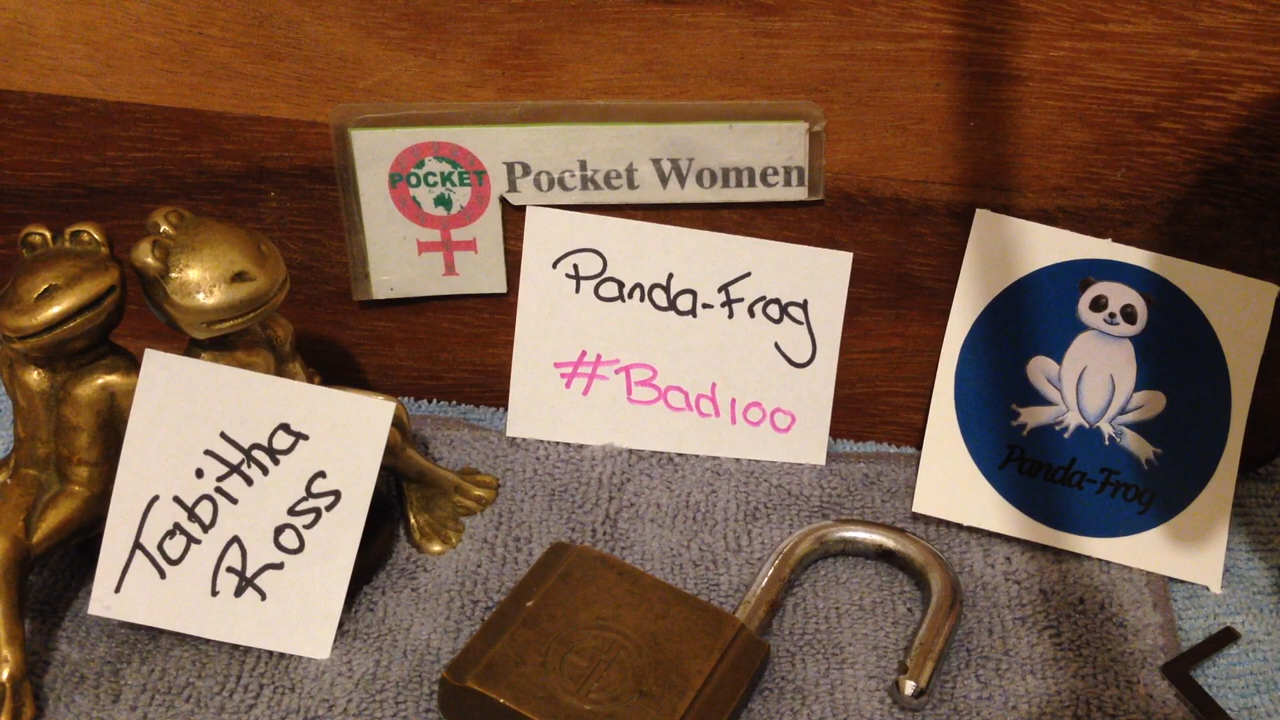 POCKET
Pocket Women
Panda-Frog
#Bad100
Panda-Frog
Tabitha
Ross